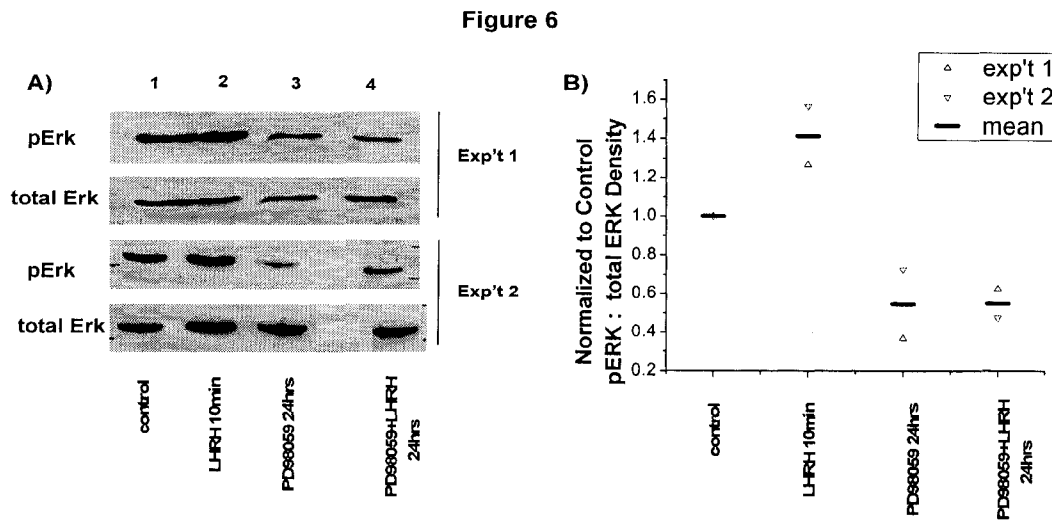 Figure 6
A)
1 2 3 4
pErk
total Erk
Exp't 1
pErk
total Erk
Exp't 2
control
LHRH 10min
PD98059 24hrs
PD98059+LHRH
24hrs
B)
exp't 1
exp't 2
mean
Normalized to Control
pERK : total ERK Density
1.6
1.4
1.2
1.0
0.8
0.6
0.4
0.2
control
LHRH 10min
PD98059 24hrs
PD98059+LHRH
24hrs